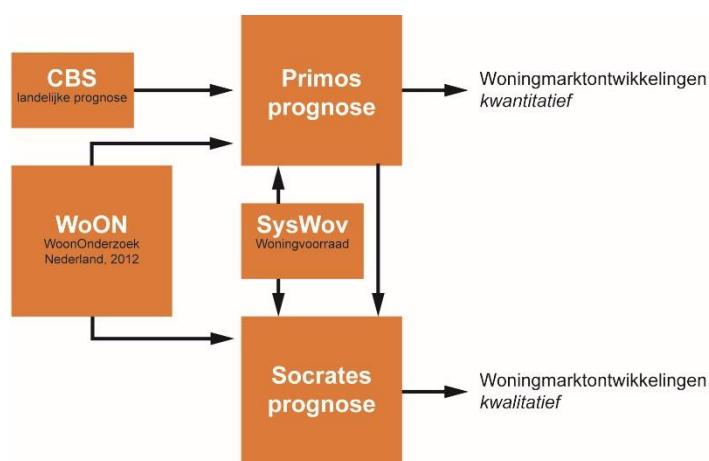 CBS
landelijke prognose
Primos
prognose
Woningmarktontwikkelingen
kwantitatief
WoON
WoonOnderzoek
Nederland, 2012
SysWov
Woningvoorraad
Socrates
prognose
Woningmarktontwikkelingen
kwalitatief